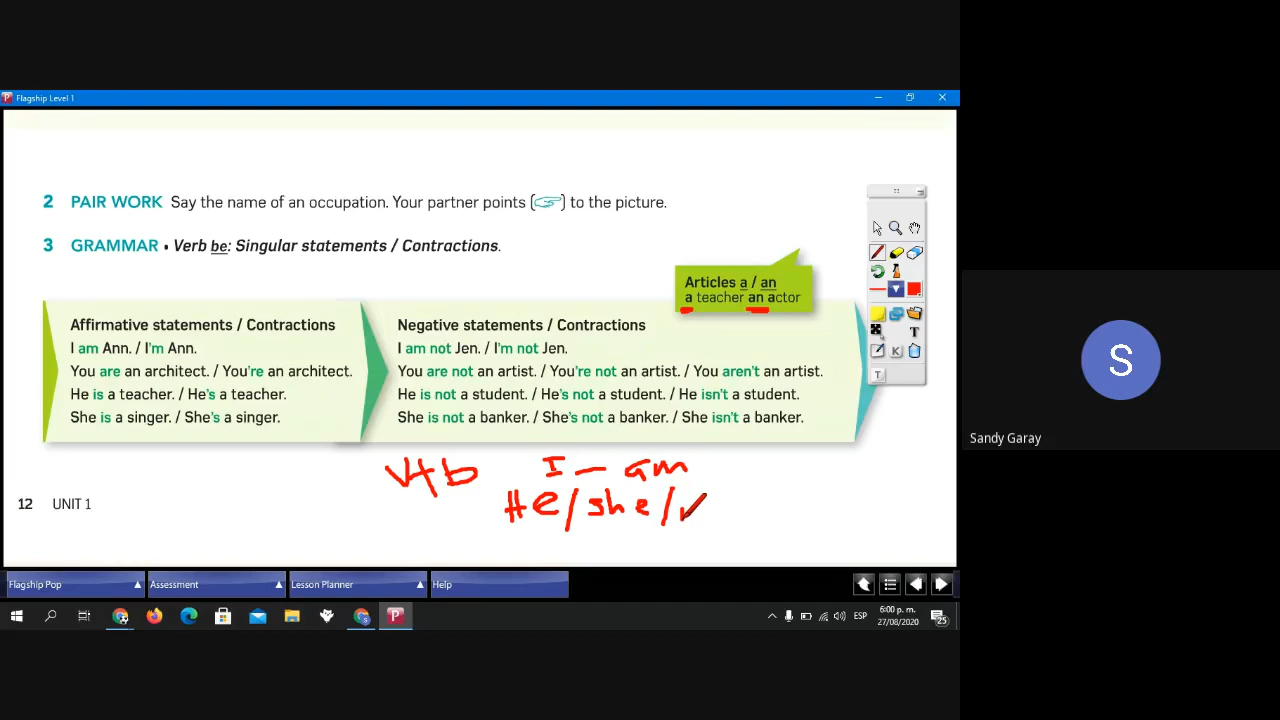 Flagship Level 1
2 PAIR WORK Say the name of an occupation. Your partner points ( ) to the picture.
3 GRAMMAR • Verb be: Singular statements / Contractions.
Articles a / an
a teacher an actor
Affirmative statements / Contractions
I am Ann. / I'm Ann.
You are an architect. / You're an architect.
He is a teacher. / He's a teacher.
She is a singer. / She's a singer.
Negative statements / Contractions
I am not Jen. / I'm not Jen.
You are not an artist. / You're not an artist. / You aren't an artist.
He is not a student. / He's not a student. / He isn't a student.
She is not a banker. / She's not a banker. / She isn't a banker.
I — am
He/she/
12 UNIT 1
T
K
T
Flagship Pop
Assessment
Lesson Planner
Help
ESP
6:00 p. m.
27/08/2020
25
S
Sandy Garay